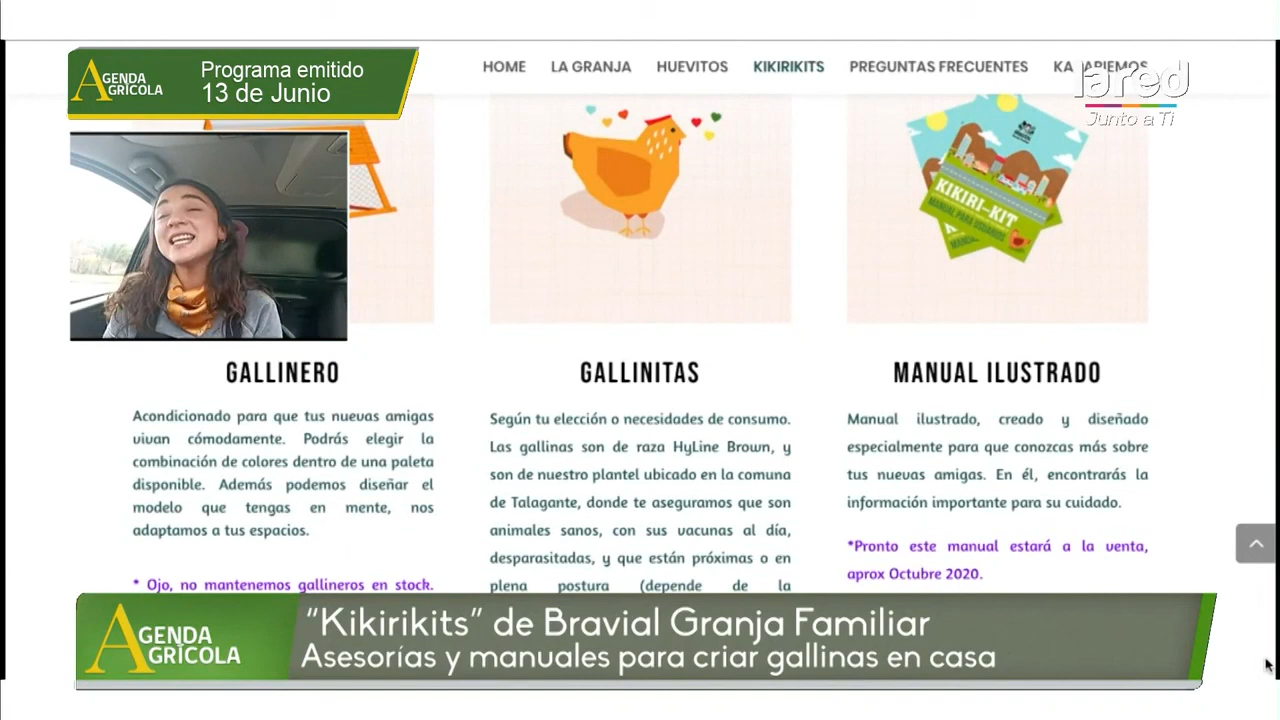 AGENDA AGRÍCOLA
Programa emitido
13 de Junio
HOME LA GRANJA HUEVITOS KIKIRIKITS PREGUNTAS FRECUENTES
lared
Junto a Ti
KIKIRI-KIT
MANUAL PARA USUARIOS
GALLINERO
Acondicionado para que tus nuevas amigas
vivan cómodamente. Podrás elegir la
combinación de colores dentro de una paleta
disponible. Además podemos diseñar el
modelo que tengas en mente, nos
adaptamos a tus espacios.
* Ojo, no mantenemos gallineros en stock.
GALLINITAS
Según tu elección o necesidades de consumo.
Las gallinas son de raza HyLine Brown, y
son de nuestro plantel ubicado en la comuna
de Talagante, donde te aseguramos que son
animales sanos, con sus vacunas al día,
desparasitadas, y que están próximas o en
plena postura (depende de la
MANUAL ILUSTRADO
Manual ilustrado, creado y diseñado
especialmente para que conozcas más sobre
tus nuevas amigas. En él, encontrarás la
información importante para su cuidado.
*Pronto este manual estará a la venta,
aprox Octubre 2020.
AGENDA
AGRÍCOLA
“Kikirikits” de Bravial Granja Familiar
Asesorías y manuales para criar gallinas en casa